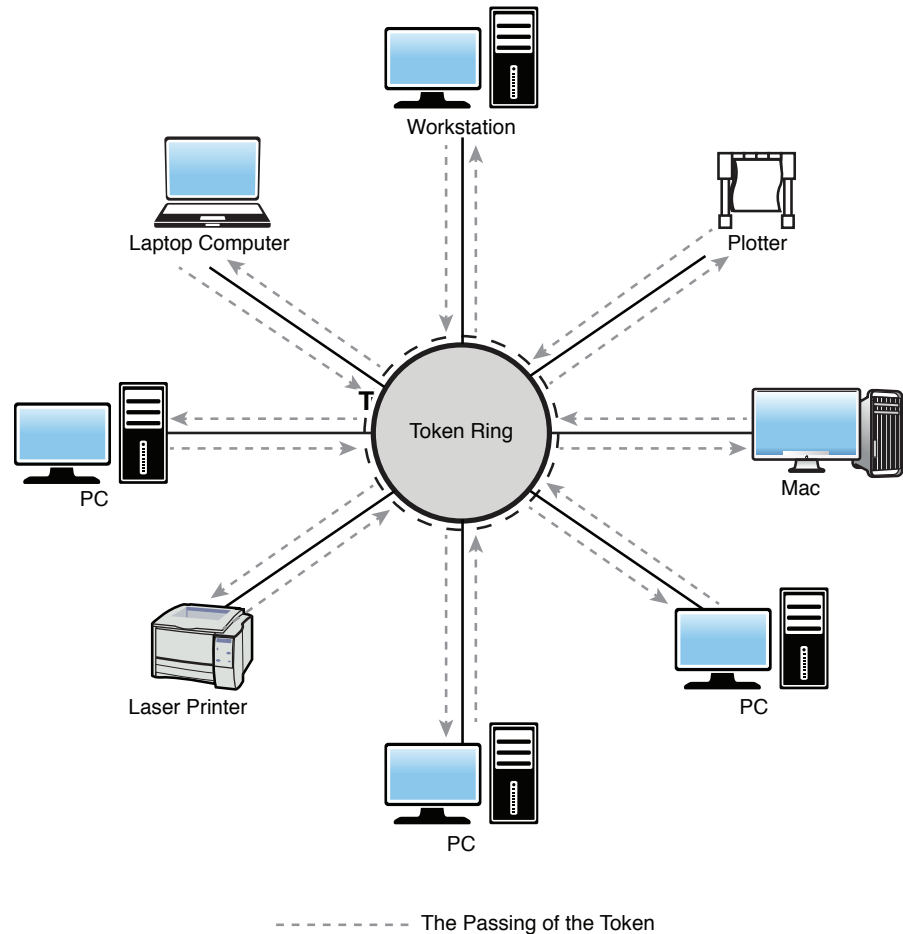 Workstation
Laptop Computer
Plotter
T
Token Ring
PC
Mac
Laser Printer
PC
PC
The Passing of the Token